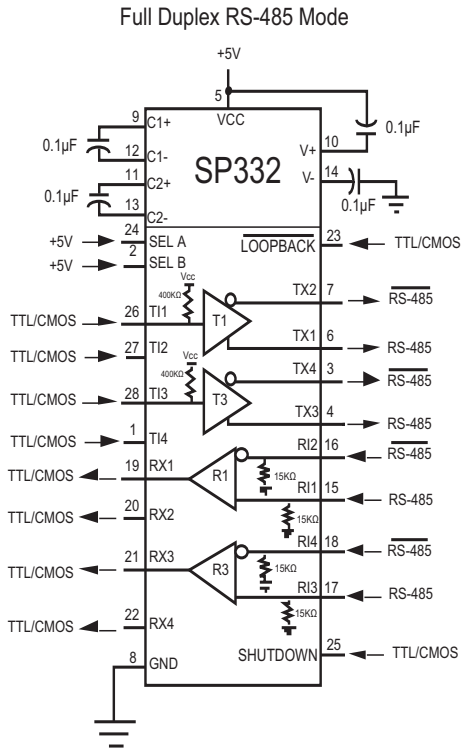 Full Duplex RS-485 Mode
+5V
5
VCC
9
C1+
0.1µF
12
C1-
11
C2+
0.1µF
13
C2-
SP332
V+
10
0.1µF
V-
14
0.1µF
+5V
24
SEL A
+5V
2
SEL B
LOOPBACK
23
TTL/CMOS
Vcc
400KΩ
TTL/CMOS
26
TI1
T1
TX2
7
RS-485
TX1
6
RS-485
TTL/CMOS
27
TI2
Vcc
400KΩ
TTL/CMOS
28
TI3
T3
TX4
3
RS-485
TX3
4
RS-485
TTL/CMOS
1
TI4
TTL/CMOS
19
RX1
R1
RI2
16
RS-485
15KΩ
RI1
15
RS-485
15KΩ
TTL/CMOS
20
RX2
TTL/CMOS
21
RX3
R3
RI4
18
RS-485
15KΩ
RI3
17
RS-485
15KΩ
TTL/CMOS
22
RX4
8
GND
SHUTDOWN
25
TTL/CMOS